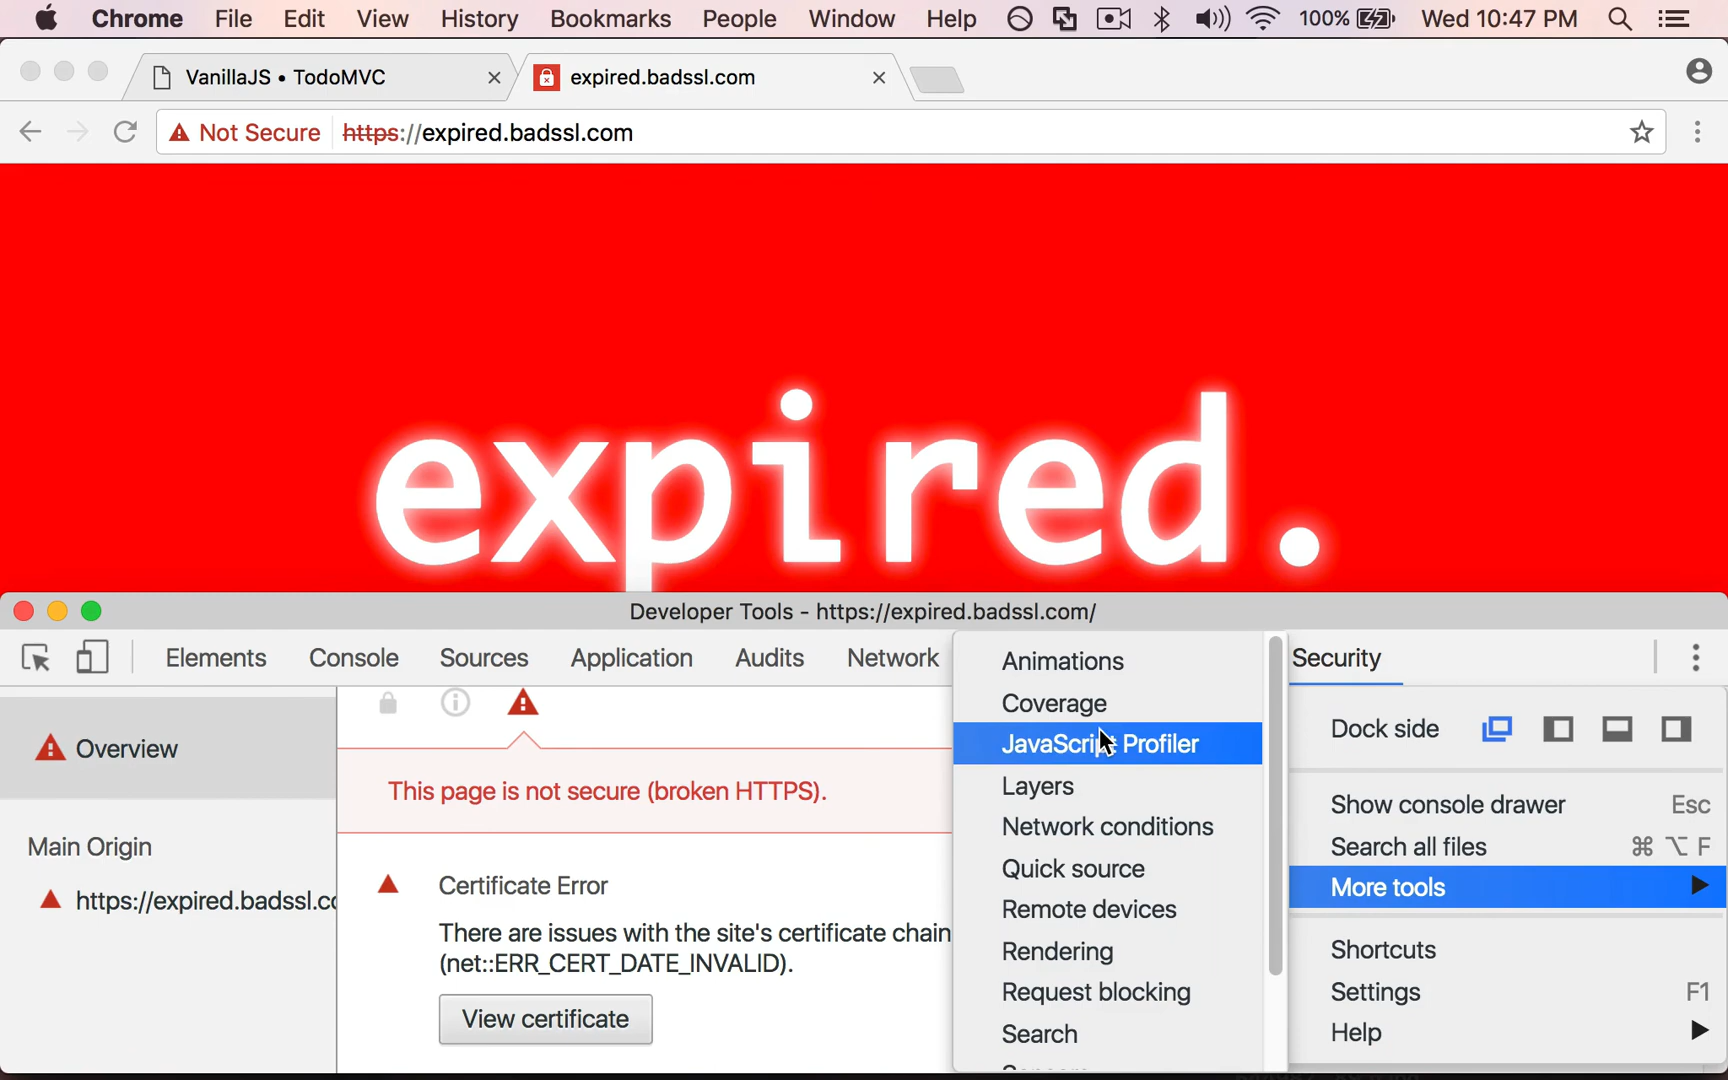 Chrome File Edit View History Bookmarks People Window Help 100% Wed 10:47 PM
VanillaJS • TodoMVC
expired.badssl.com
Not Secure https://expired.badssl.com
expired.
Developer Tools - https://expired.badssl.com/
Elements Console Sources Application Audits Network Security
Overview
Main Origin
https://expired.badssl.co
This page is not secure (broken HTTPS).
Certificate Error
There are issues with the site's certificate chain
(net::ERR_CERT_DATE_INVALID).
View certificate
Animations
Coverage
JavaScript Profiler
Layers
Network conditions
Quick source
Remote devices
Rendering
Request blocking
Search
Dock side
Show console drawer Esc
Search all files ⌘ ⌥ F
More tools
Shortcuts
Settings F1
Help